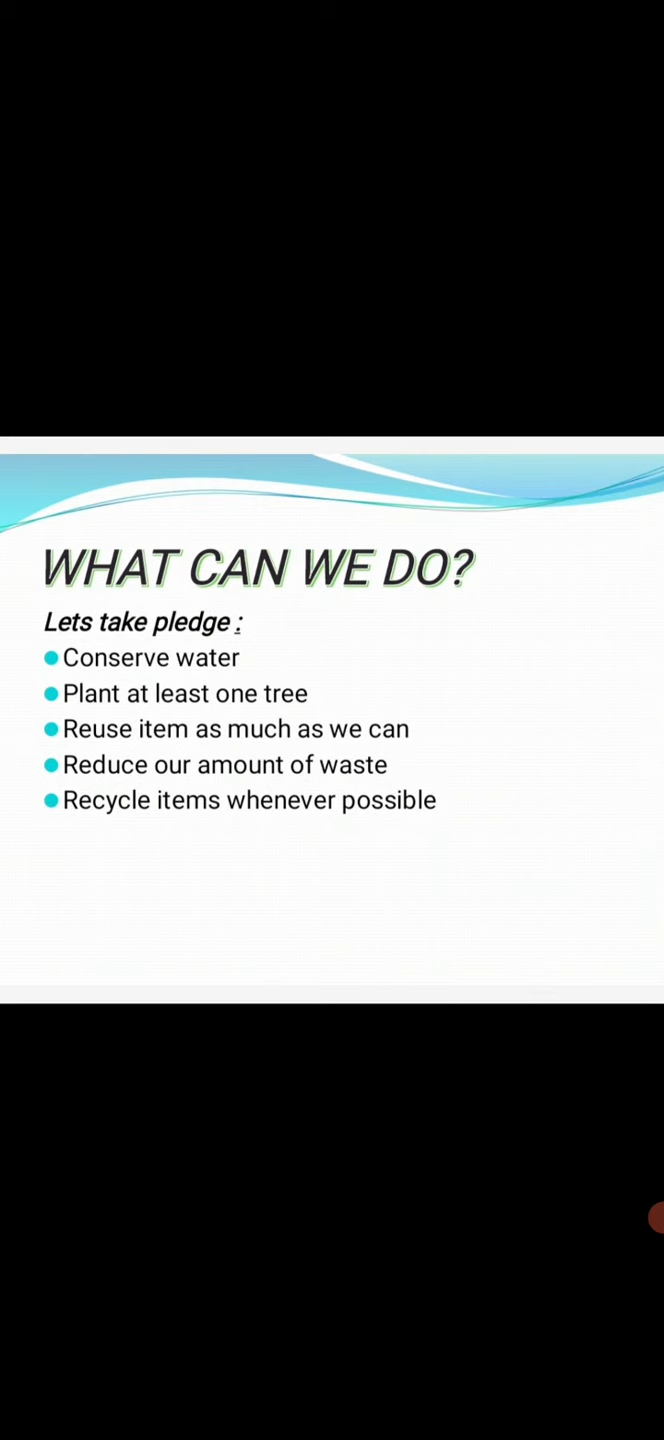 WHAT CAN WE DO?
Lets take pledge :
Conserve water
Plant at least one tree
Reuse item as much as we can
Reduce our amount of waste
Recycle items whenever possible